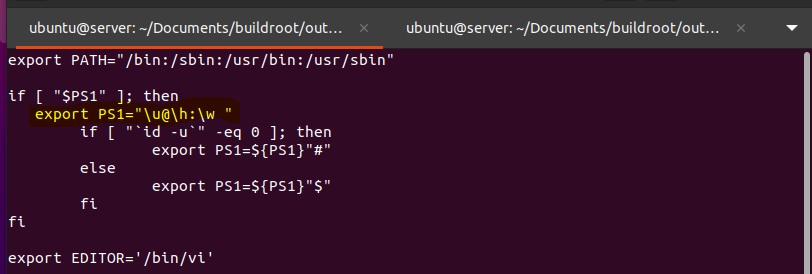 ubuntu@server: ~/Documents/buildroot/out... × ubuntu@server: ~/Documents/buildroot/out... ×
export PATH="/bin:/sbin:/usr/bin:/usr/sbin"
if [ "$PS1" ]; then
export PS1="\u@\h:\w "
if [ "`id -u`" -eq 0 ]; then
export PS1=${PS1}"#"
else
export PS1=${PS1}"$"
fi
fi
export EDITOR='/bin/vi'